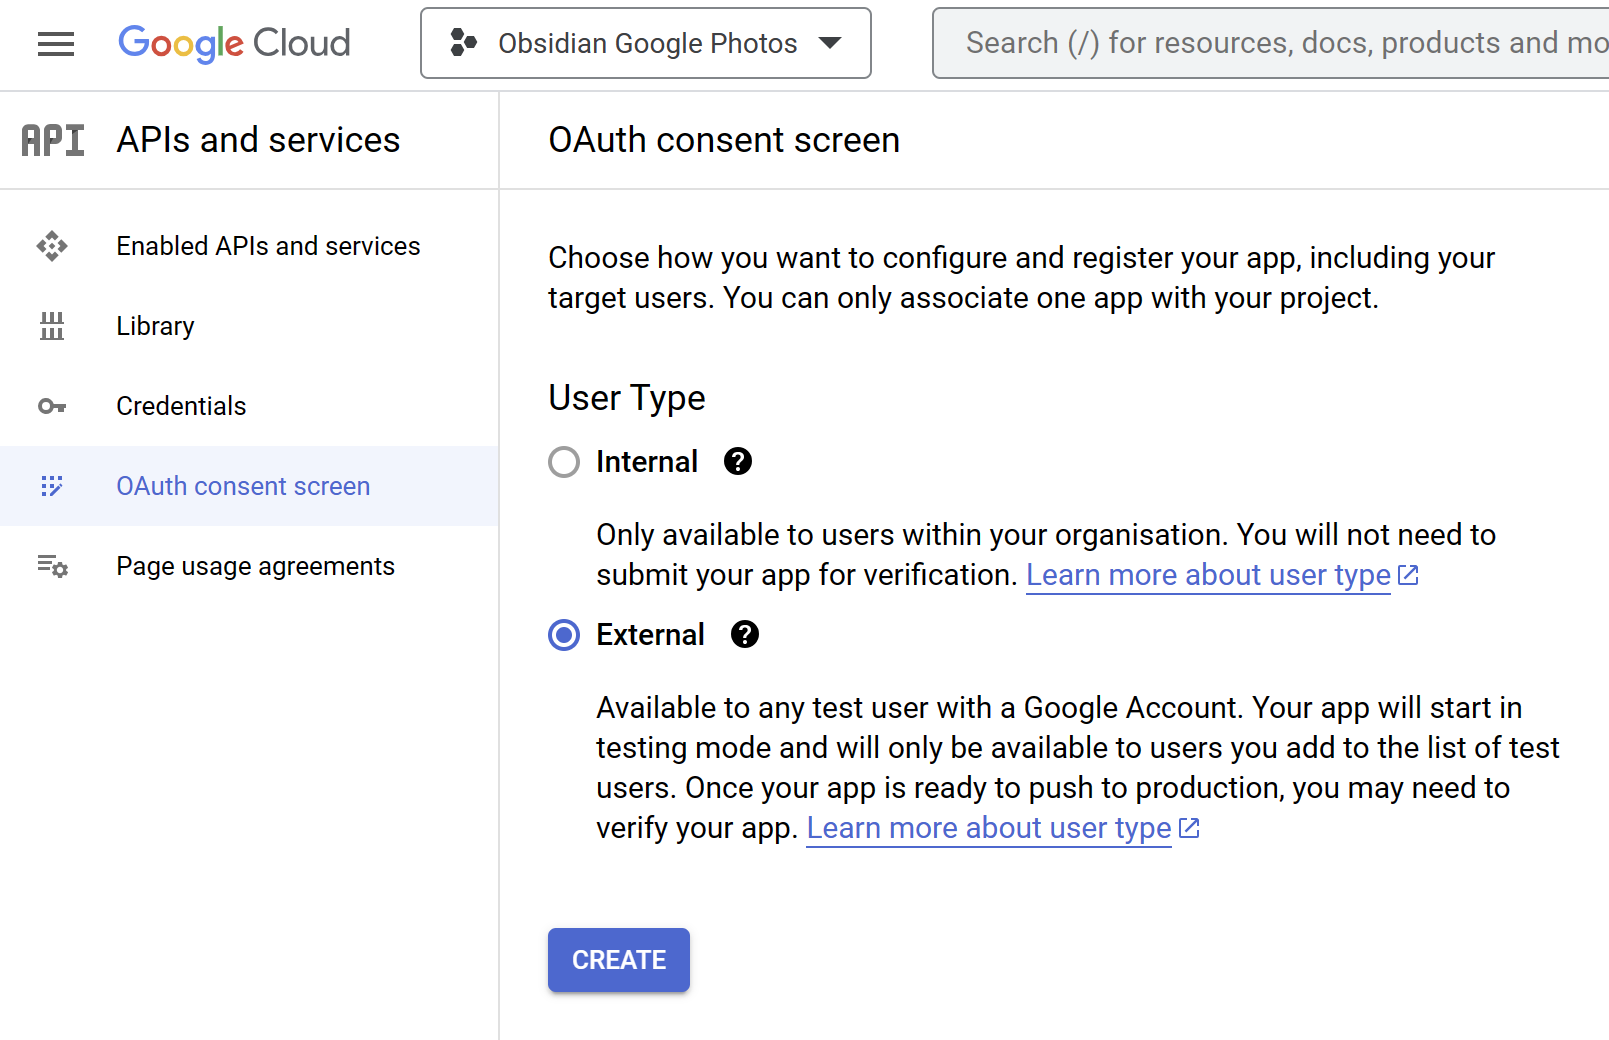 Google Cloud
Obsidian Google Photos
Search (/) for resources, docs, products and mo
API
APIs and services
OAuth consent screen
Enabled APIs and services
Library
Credentials
OAuth consent screen
Page usage agreements
Choose how you want to configure and register your app, including your
target users. You can only associate one app with your project.
User Type
Internal
Only available to users within your organisation. You will not need to
submit your app for verification. Learn more about user type
External
Available to any test user with a Google Account. Your app will start in
testing mode and will only be available to users you add to the list of test
users. Once your app is ready to push to production, you may need to
verify your app. Learn more about user type
CREATE